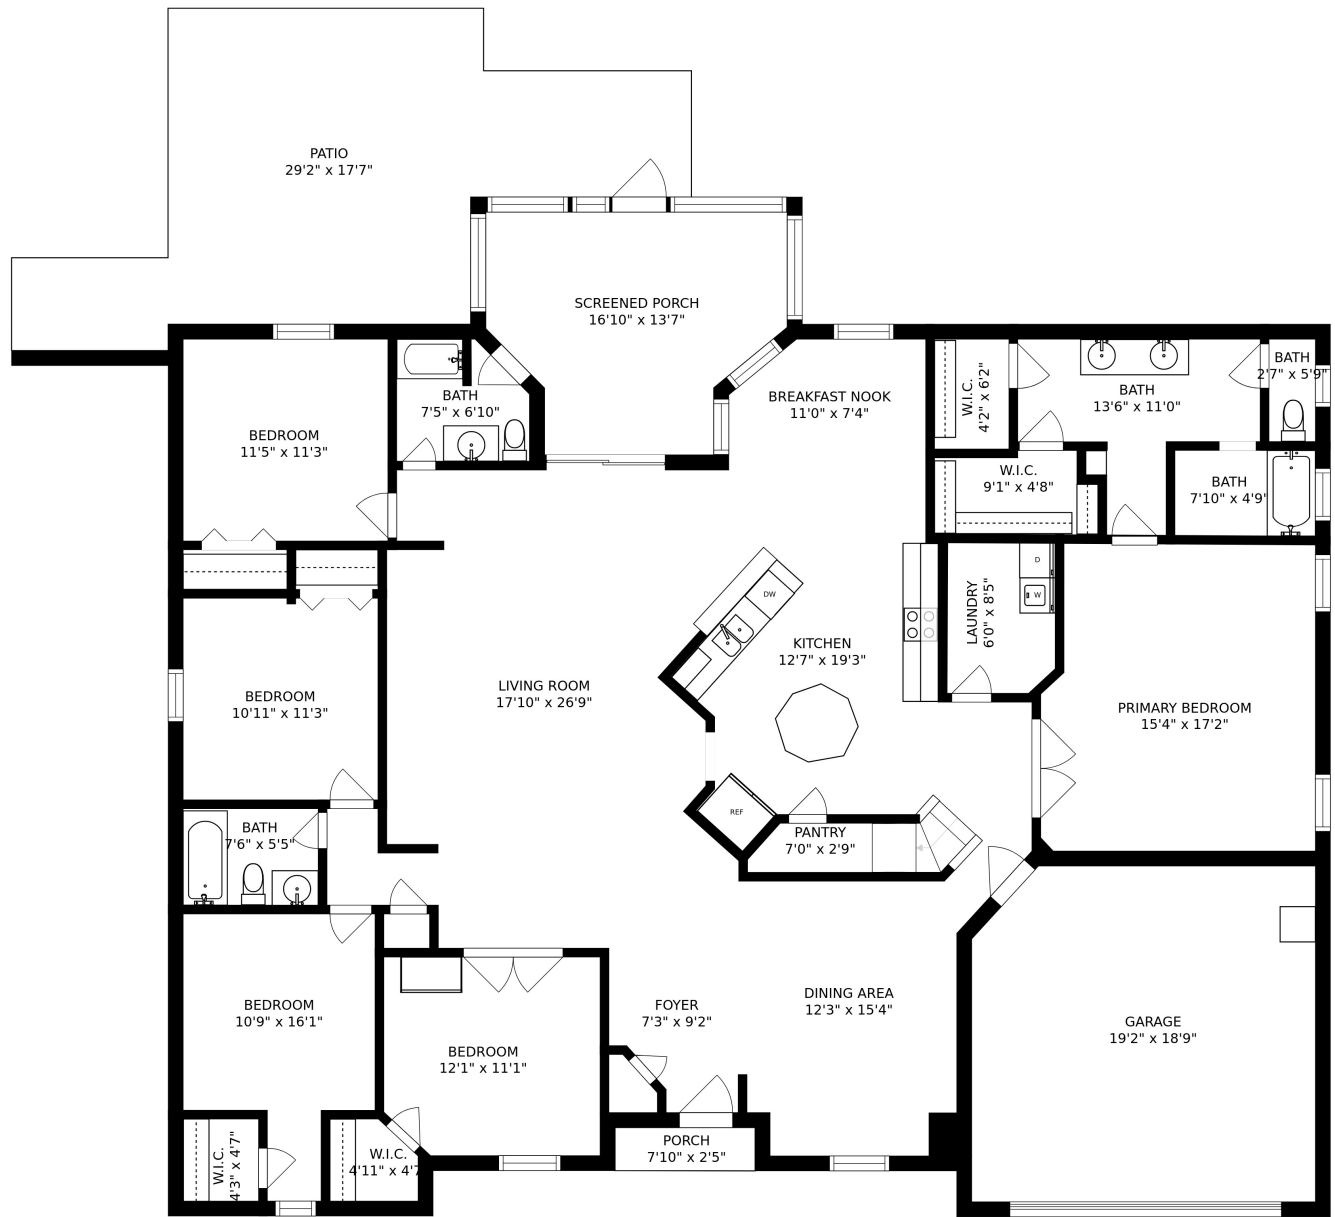 PATIO
29'2" x 17'7"
SCREENED PORCH
16'10" x 13'7"
BREAKFAST NOOK
11'0" x 7'4"
BATH
7'5" x 6'10"
BEDROOM
11'5" x 11'3"
W.I.C.
4'2" x 6'2"
BATH
13'6" x 11'0"
BATH
2'7" x 5'9"
W.I.C.
9'1" x 4'8"
BATH
7'10" x 4'9"
D
W
LAUNDRY
6'0" x 8'5"
DW
KITCHEN
12'7" x 19'3"
LIVING ROOM
17'10" x 26'9"
BEDROOM
10'11" x 11'3"
PRIMARY BEDROOM
15'4" x 17'2"
REF
PANTRY
7'0" x 2'9"
BATH
7'6" x 5'5"
BEDROOM
10'9" x 16'1"
BEDROOM
12'1" x 11'1"
FOYER
7'3" x 9'2"
DINING AREA
12'3" x 15'4"
GARAGE
19'2" x 18'9"
PORCH
7'10" x 2'5"
W.I.C.
4'3" x 4'7"
W.I.C.
4'11" x 4'7